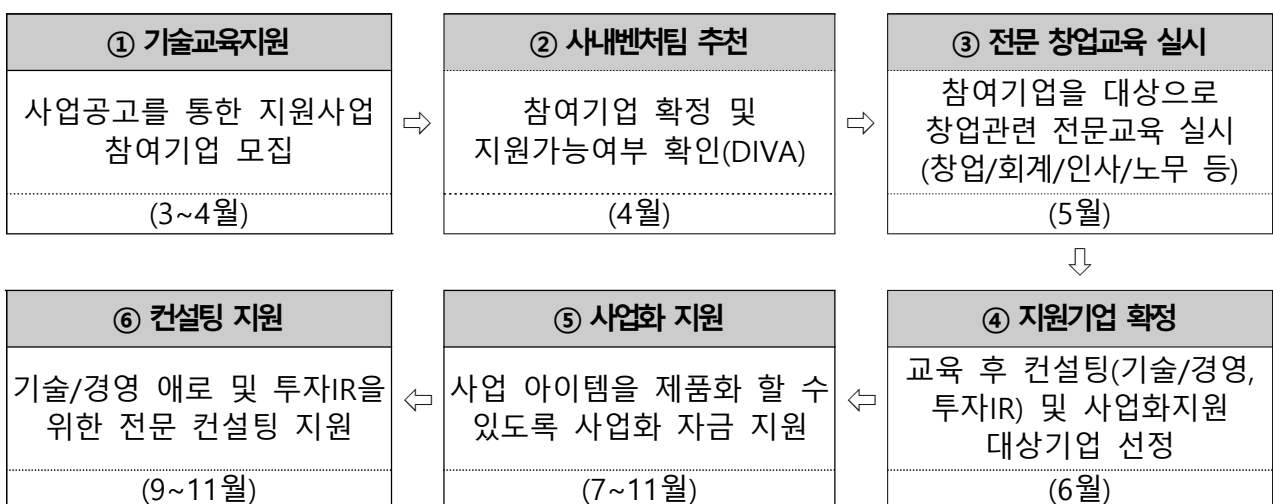 ① 기술교육지원
사업공고를 통한 지원사업
참여기업 모집
(3~4월)
② 사내벤처팀 추천
참여기업 확정 및
지원가능여부 확인(DIVA)
(4월)
③ 전문 창업교육 실시
참여기업을 대상으로
창업관련 전문교육 실시
(창업/회계/인사/노무 등)
(5월)
④ 지원기업 확정
교육 후 컨설팅(기술/경영,
투자IR) 및 사업화지원
대상기업 선정
(6월)
⑤ 사업화 지원
사업 아이템을 제품화 할 수
있도록 사업화 자금 지원
(7~11월)
⑥ 컨설팅 지원
기술/경영 애로 및 투자IR을
위한 전문 컨설팅 지원
(9~11월)